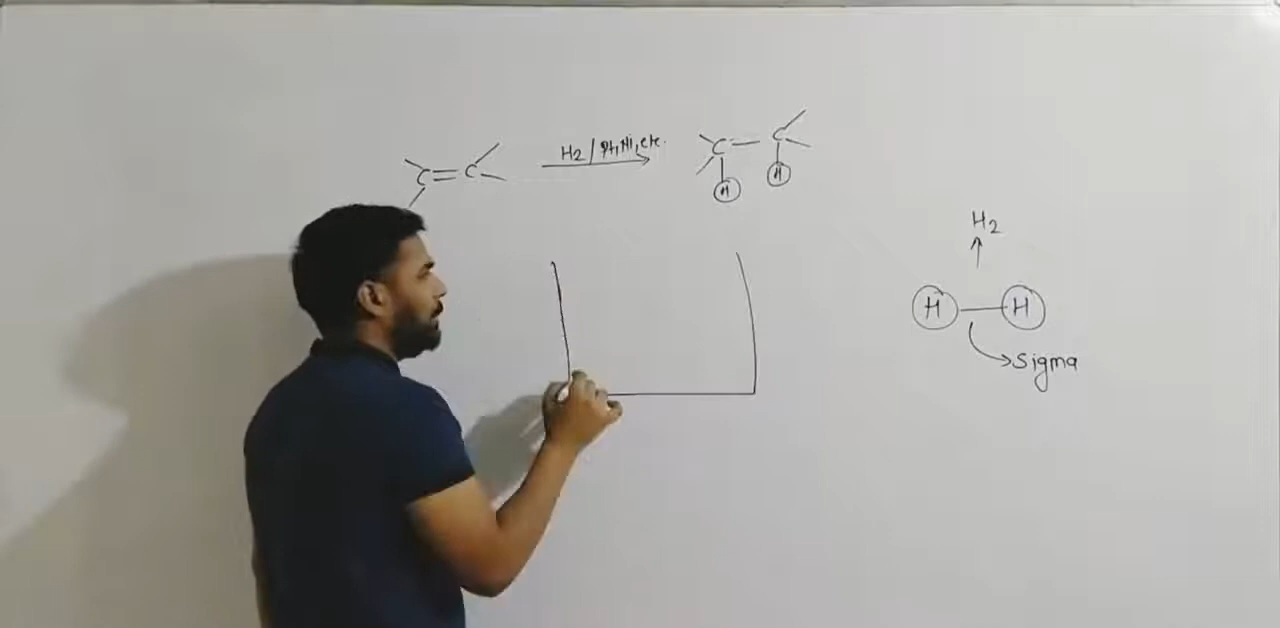 C=C H2/Pt,Ni,etc. C—C
H H
H2
H—H
Sigma